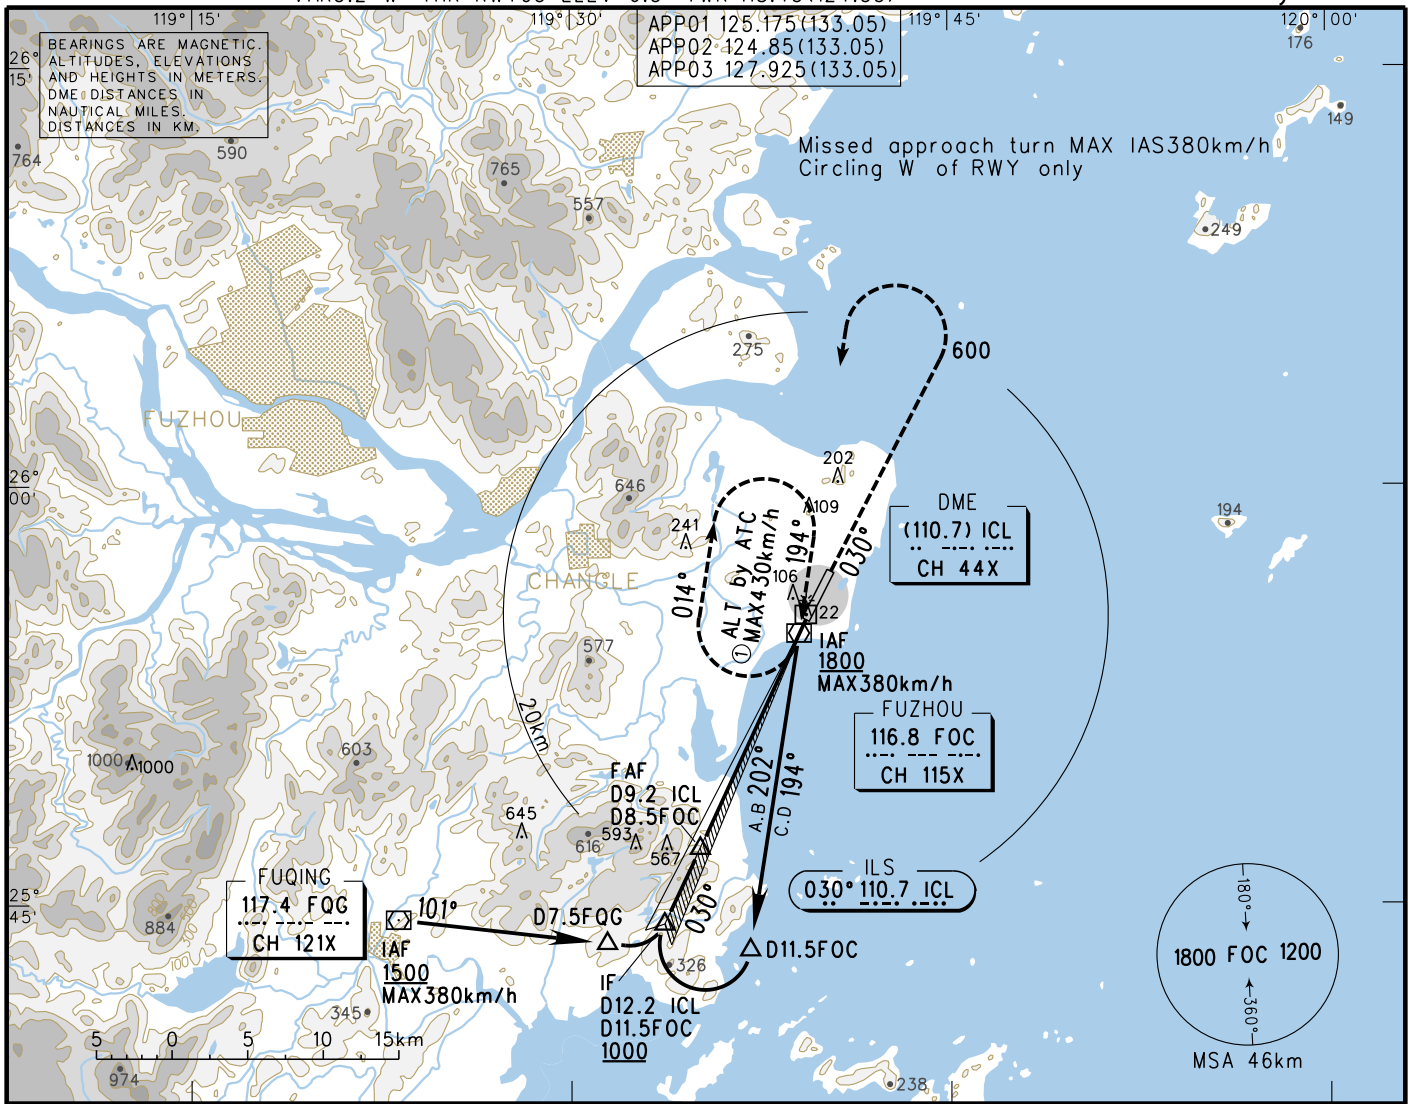 119° 15'
119° 30'
119° 45'
120° 00'
BEARINGS ARE MAGNETIC.
ALTITUDES, ELEVATIONS
AND HEIGHTS IN METERS.
DME DISTANCES IN
NAUTICAL MILES.
DISTANCES IN KM.
APP01 125.175(133.05)
APP02 124.85(133.05)
APP03 127.925(133.05)
26°
15'
176
149
764
590
765
557
Missed approach turn MAX IAS380km/h
Circling W of RWY only
249
275
600
FUZHOU
26°
00'
202
646
109
241
194
DME
(110.7) ICL
CH 44X
CHANGLE
014°
① ALT by ATC
MAX430km/h
194°
030°
106
22
IAF
1800
MAX380km/h
577
FUZHOU
116.8 FOC
CH 115X
20km
603
1000
1000
FAF
D9.2 ICL
D8.5FOC
A.B 202°
C.D 194°
645
616
593
567
ILS
030° 110.7 ICL
FUQING
117.4 FQG
CH 121X
25°
45'
884
300
200
100
100
101°
IAF
1500
MAX380km/h
D7.5FQG
030°
D11.5FOC
326
IF
D12.2 ICL
D11.5FOC
1000
345
180°
1800 FOC 1200
360°
MSA 46km
5 0 5 10 15km
974
238